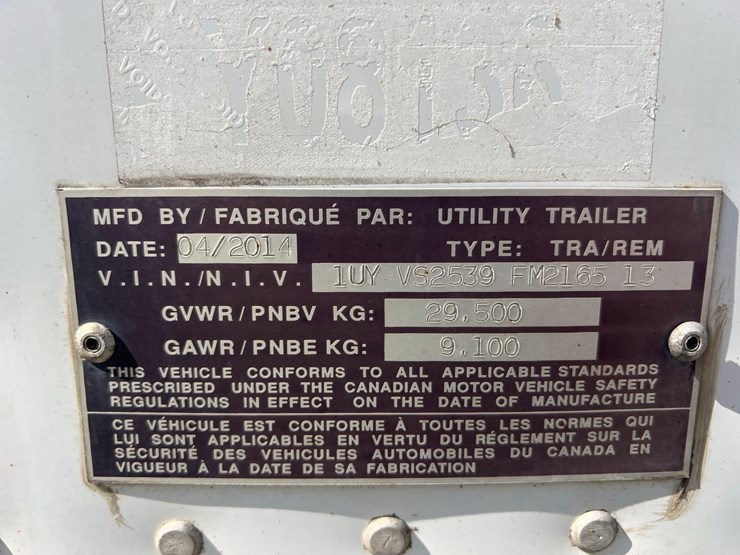 VOID
VOID
MFD BY / FABRIQUÉ PAR: UTILITY TRAILER
DATE: 04/2014 TYPE: TRA/REM
V.I.N./N.I.V. 1UY VS2539 FM2165 13
GVWR/PNBV KG: 29.500
GAWR/PNBE KG: 9.100
THIS VEHICLE CONFORMS TO ALL APPLICABLE STANDARDS
PRESCRIBED UNDER THE CANADIAN MOTOR VEHICLE SAFETY
REGULATIONS IN EFFECT ON THE DATE OF MANUFACTURE
CE VÉHICULE EST CONFORME À TOUTES LES NORMES QUI
LUI SONT APPLICABLES EN VERTU DU RÉGLEMENT SUR LA
SÉCURITÉ DES VEHICULES AUTOMOBILES DU CANADA EN
VIGUEUR À LA DATE DE SA FABRICATION